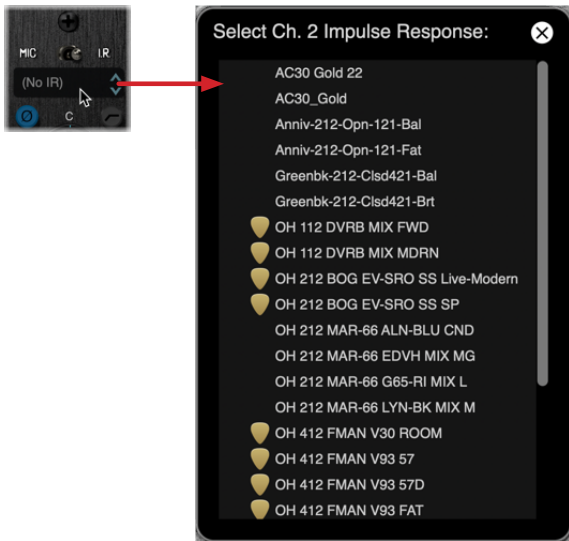 MIC I.R.
(No IR)
Ø C
Select Ch. 2 Impulse Response:
AC30 Gold 22
AC30_Gold
Anniv-212-Opn-121-Bal
Anniv-212-Opn-121-Fat
Greenbk-212-Clsd421-Bal
Greenbk-212-Clsd421-Brt
OH 112 DVRB MIX FWD
OH 112 DVRB MIX MDRN
OH 212 BOG EV-SRO SS Live-Modern
OH 212 BOG EV-SRO SS SP
OH 212 MAR-66 ALN-BLU CND
OH 212 MAR-66 EDVH MIX MG
OH 212 MAR-66 G65-RI MIX L
OH 212 MAR-66 LYN-BK MIX M
OH 412 FMAN V30 ROOM
OH 412 FMAN V93 57
OH 412 FMAN V93 57D
OH 412 FMAN V93 FAT